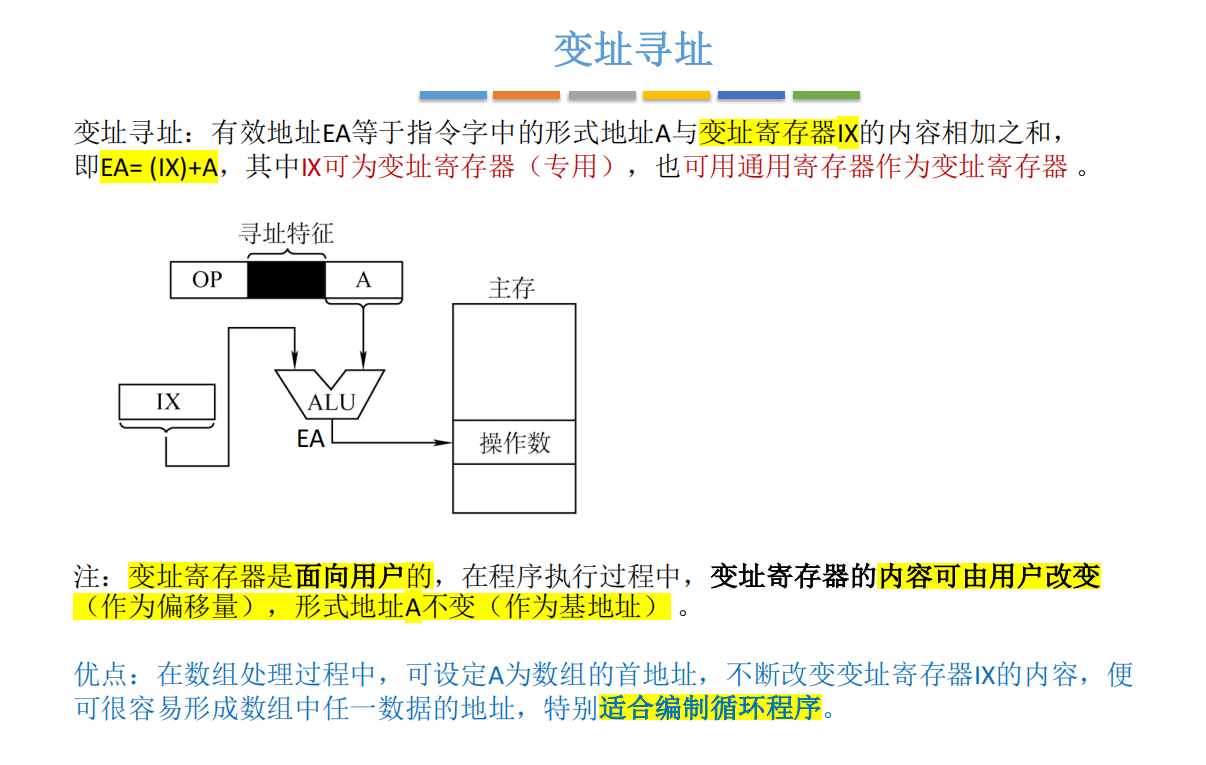 变址寻址
变址寻址：有效地址EA等于指令字中的形式地址A与变址寄存器IX的内容相加之和，
即EA= (IX)+A，其中IX可为变址寄存器（专用），也可用通用寄存器作为变址寄存器 。
寻址特征
OP
A
主存
IX
ALU
EA
操作数
注：变址寄存器是面向用户的，在程序执行过程中，变址寄存器的内容可由用户改变
（作为偏移量），形式地址A不变（作为基地址） 。
优点：在数组处理过程中，可设定A为数组的首地址，不断改变变址寄存器IX的内容，便
可很容易形成数组中任一数据的地址，特别适合编制循环程序。